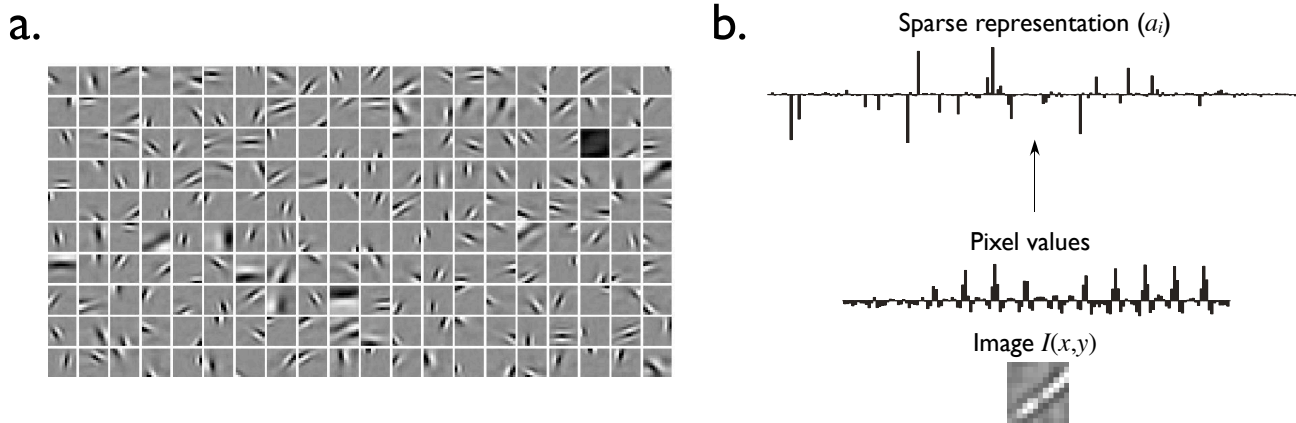 a.
b.
Sparse representation (aᵢ)
Pixel values
Image I(x,y)